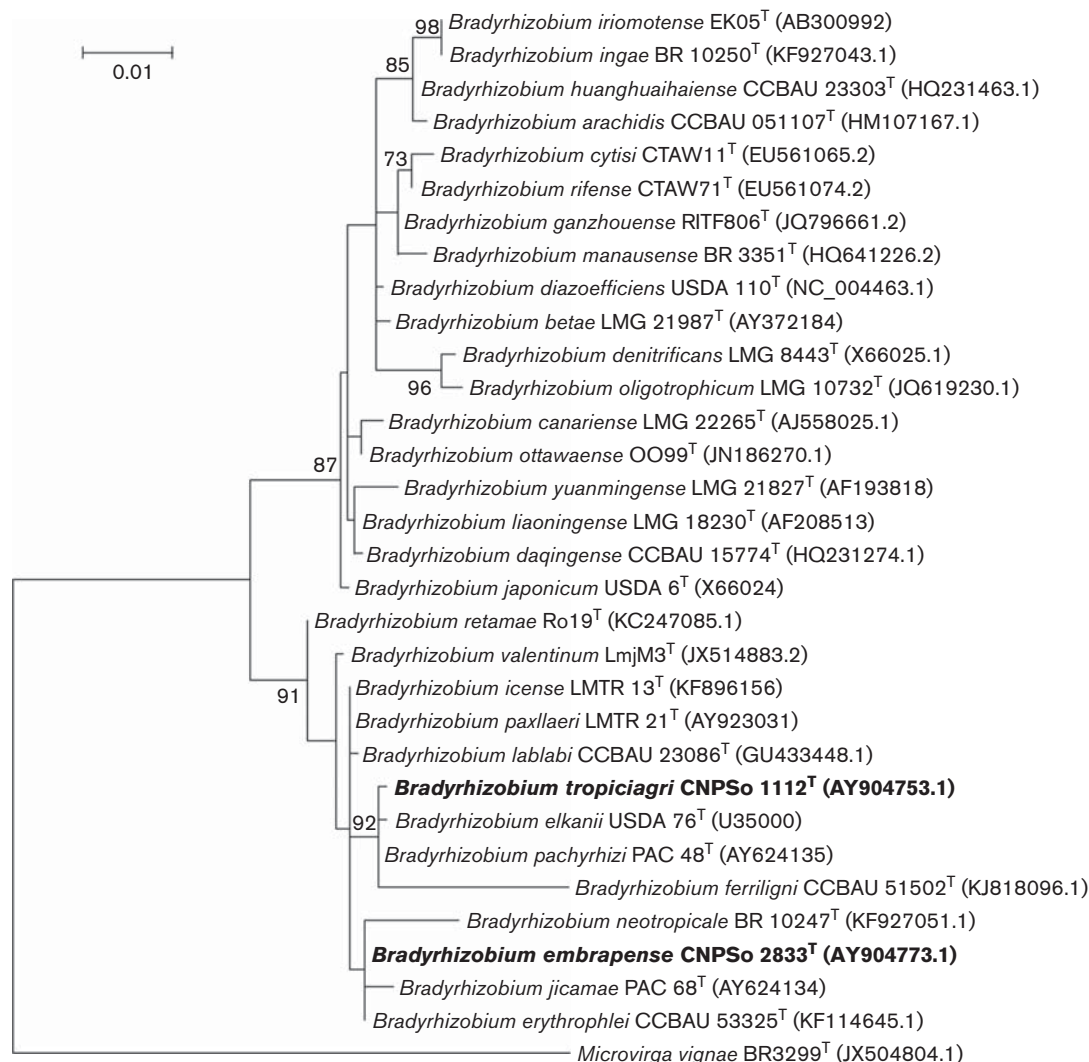 98
Bradyrhizobium iriomotense EK05ᵀ (AB300992)
0.01
Bradyrhizobium ingae BR 10250ᵀ (KF927043.1)
85
Bradyrhizobium huanghuaihaiense CCBAU 23303ᵀ (HQ231463.1)
Bradyrhizobium arachidis CCBAU 051107ᵀ (HM107167.1)
73
Bradyrhizobium cytisi CTAW11ᵀ (EU561065.2)
Bradyrhizobium rifense CTAW71ᵀ (EU561074.2)
Bradyrhizobium ganzhouense RITF806ᵀ (JQ796661.2)
Bradyrhizobium manausense BR 3351ᵀ (HQ641226.2)
Bradyrhizobium diazoefficiens USDA 110ᵀ (NC_004463.1)
Bradyrhizobium betae LMG 21987ᵀ (AY372184)
Bradyrhizobium denitrificans LMG 8443ᵀ (X66025.1)
96
Bradyrhizobium oligotrophicum LMG 10732ᵀ (JQ619230.1)
Bradyrhizobium canariense LMG 22265ᵀ (AJ558025.1)
Bradyrhizobium ottawaense OO99ᵀ (JN186270.1)
87
Bradyrhizobium yuanmingense LMG 21827ᵀ (AF193818)
Bradyrhizobium liaoningense LMG 18230ᵀ (AF208513)
Bradyrhizobium daqingense CCBAU 15774ᵀ (HQ231274.1)
Bradyrhizobium japonicum USDA 6ᵀ (X66024)
Bradyrhizobium retamae Ro19ᵀ (KC247085.1)
Bradyrhizobium valentinum LmjM3ᵀ (JX514883.2)
91
Bradyrhizobium icense LMTR 13ᵀ (KF896156)
Bradyrhizobium paxllaeri LMTR 21ᵀ (AY923031)
Bradyrhizobium lablabi CCBAU 23086ᵀ (GU433448.1)
Bradyrhizobium tropiciagri CNPSo 1112ᵀ (AY904753.1)
92
Bradyrhizobium elkanii USDA 76ᵀ (U35000)
Bradyrhizobium pachyrhizi PAC 48ᵀ (AY624135)
Bradyrhizobium ferriligni CCBAU 51502ᵀ (KJ818096.1)
Bradyrhizobium neotropicale BR 10247ᵀ (KF927051.1)
Bradyrhizobium embrapense CNPSo 2833ᵀ (AY904773.1)
Bradyrhizobium jicamae PAC 68ᵀ (AY624134)
Bradyrhizobium erythrophlei CCBAU 53325ᵀ (KF114645.1)
Microvirga vignae BR3299ᵀ (JX504804.1)